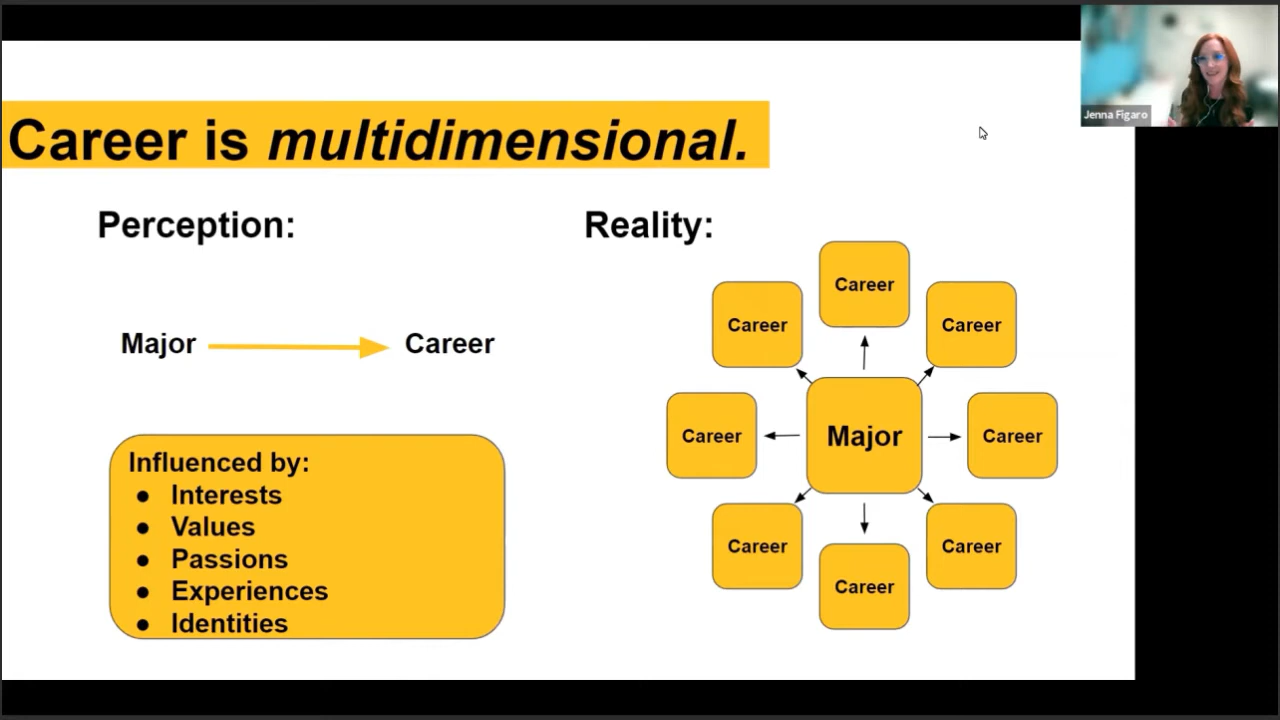 Jenna Figaro
Career is multidimensional.
Perception:
Major
Career
Influenced by:
● Interests
● Values
● Passions
● Experiences
● Identities
Reality:
Career
Career
Career
Career
Major
Career
Career
Career
Career